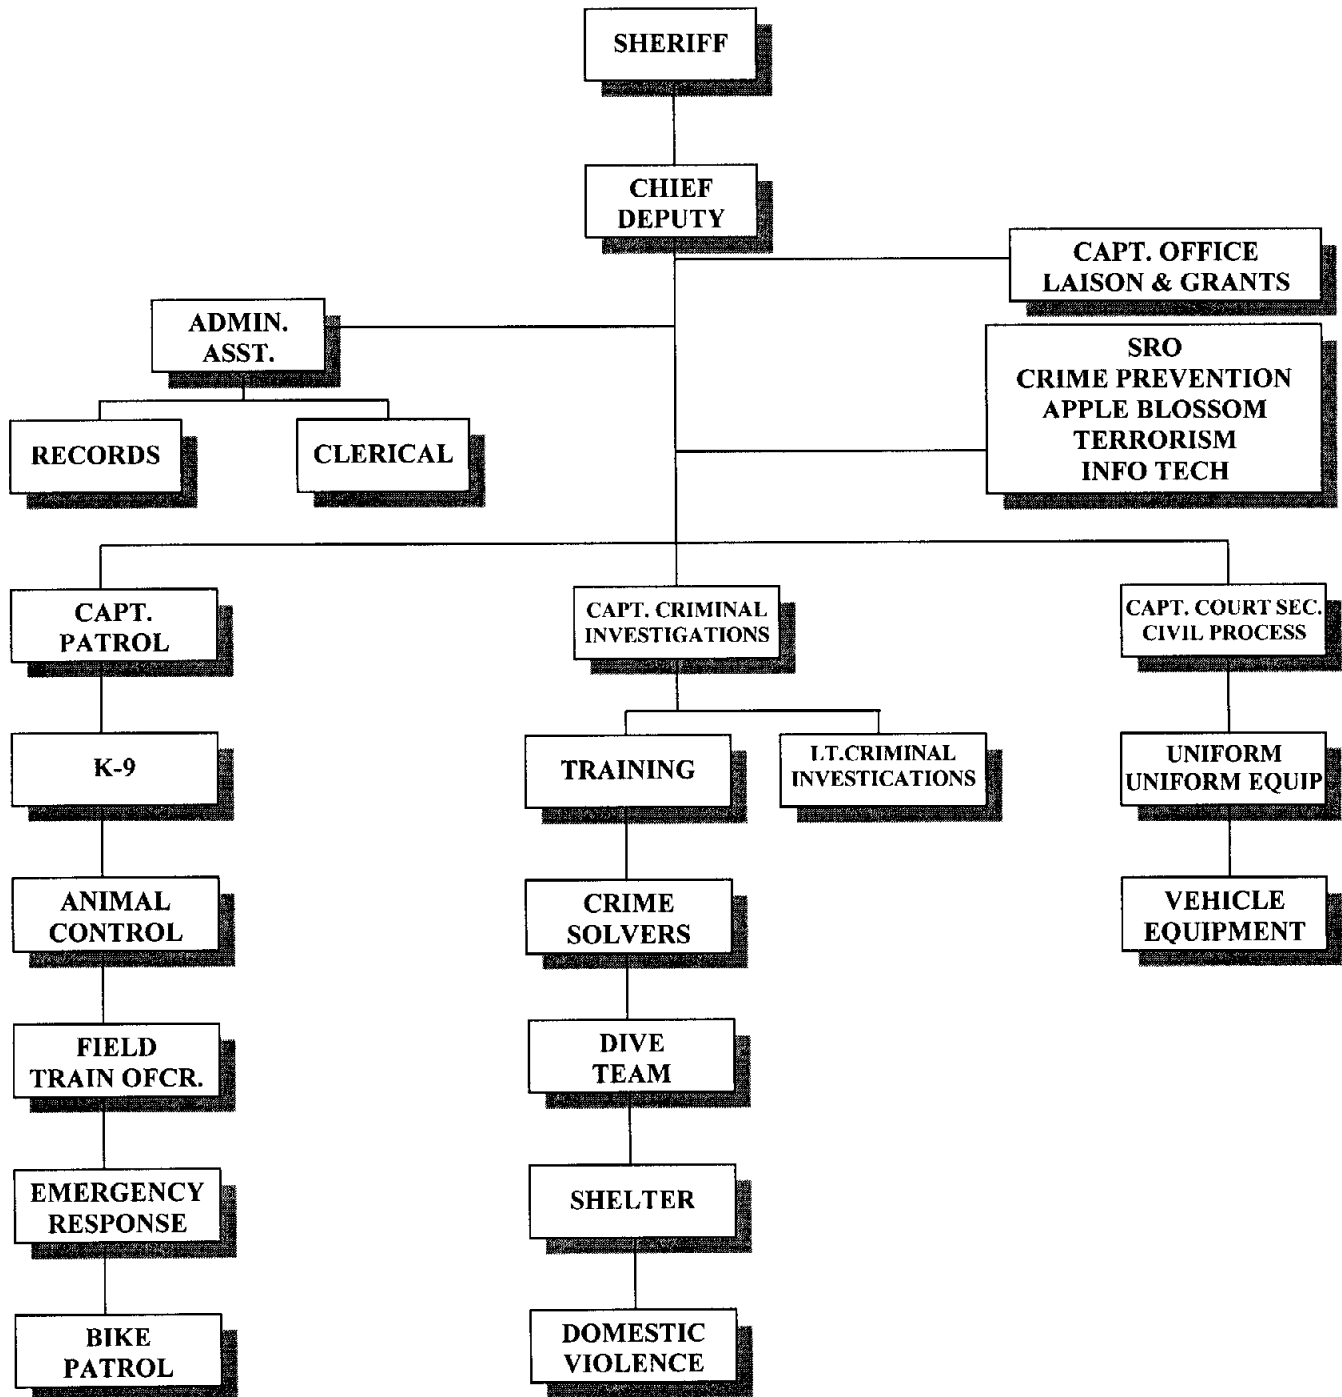 SHERIFF
CHIEF
DEPUTY
CAPT. OFFICE
LAISON & GRANTS
ADMIN.
ASST.
SRO
CRIME PREVENTION
APPLE BLOSSOM
TERRORISM
INFO TECH
RECORDS
CLERICAL
CAPT.
PATROL
CAPT. CRIMINAL
INVESTIGATIONS
CAPT. COURT SEC.
CIVIL PROCESS
K-9
TRAINING
LT.CRIMINAL
INVESTICATIONS
UNIFORM
UNIFORM EQUIP
ANIMAL
CONTROL
CRIME
SOLVERS
VEHICLE
EQUIPMENT
FIELD
TRAIN OFCR.
DIVE
TEAM
EMERGENCY
RESPONSE
SHELTER
BIKE
PATROL
DOMESTIC
VIOLENCE